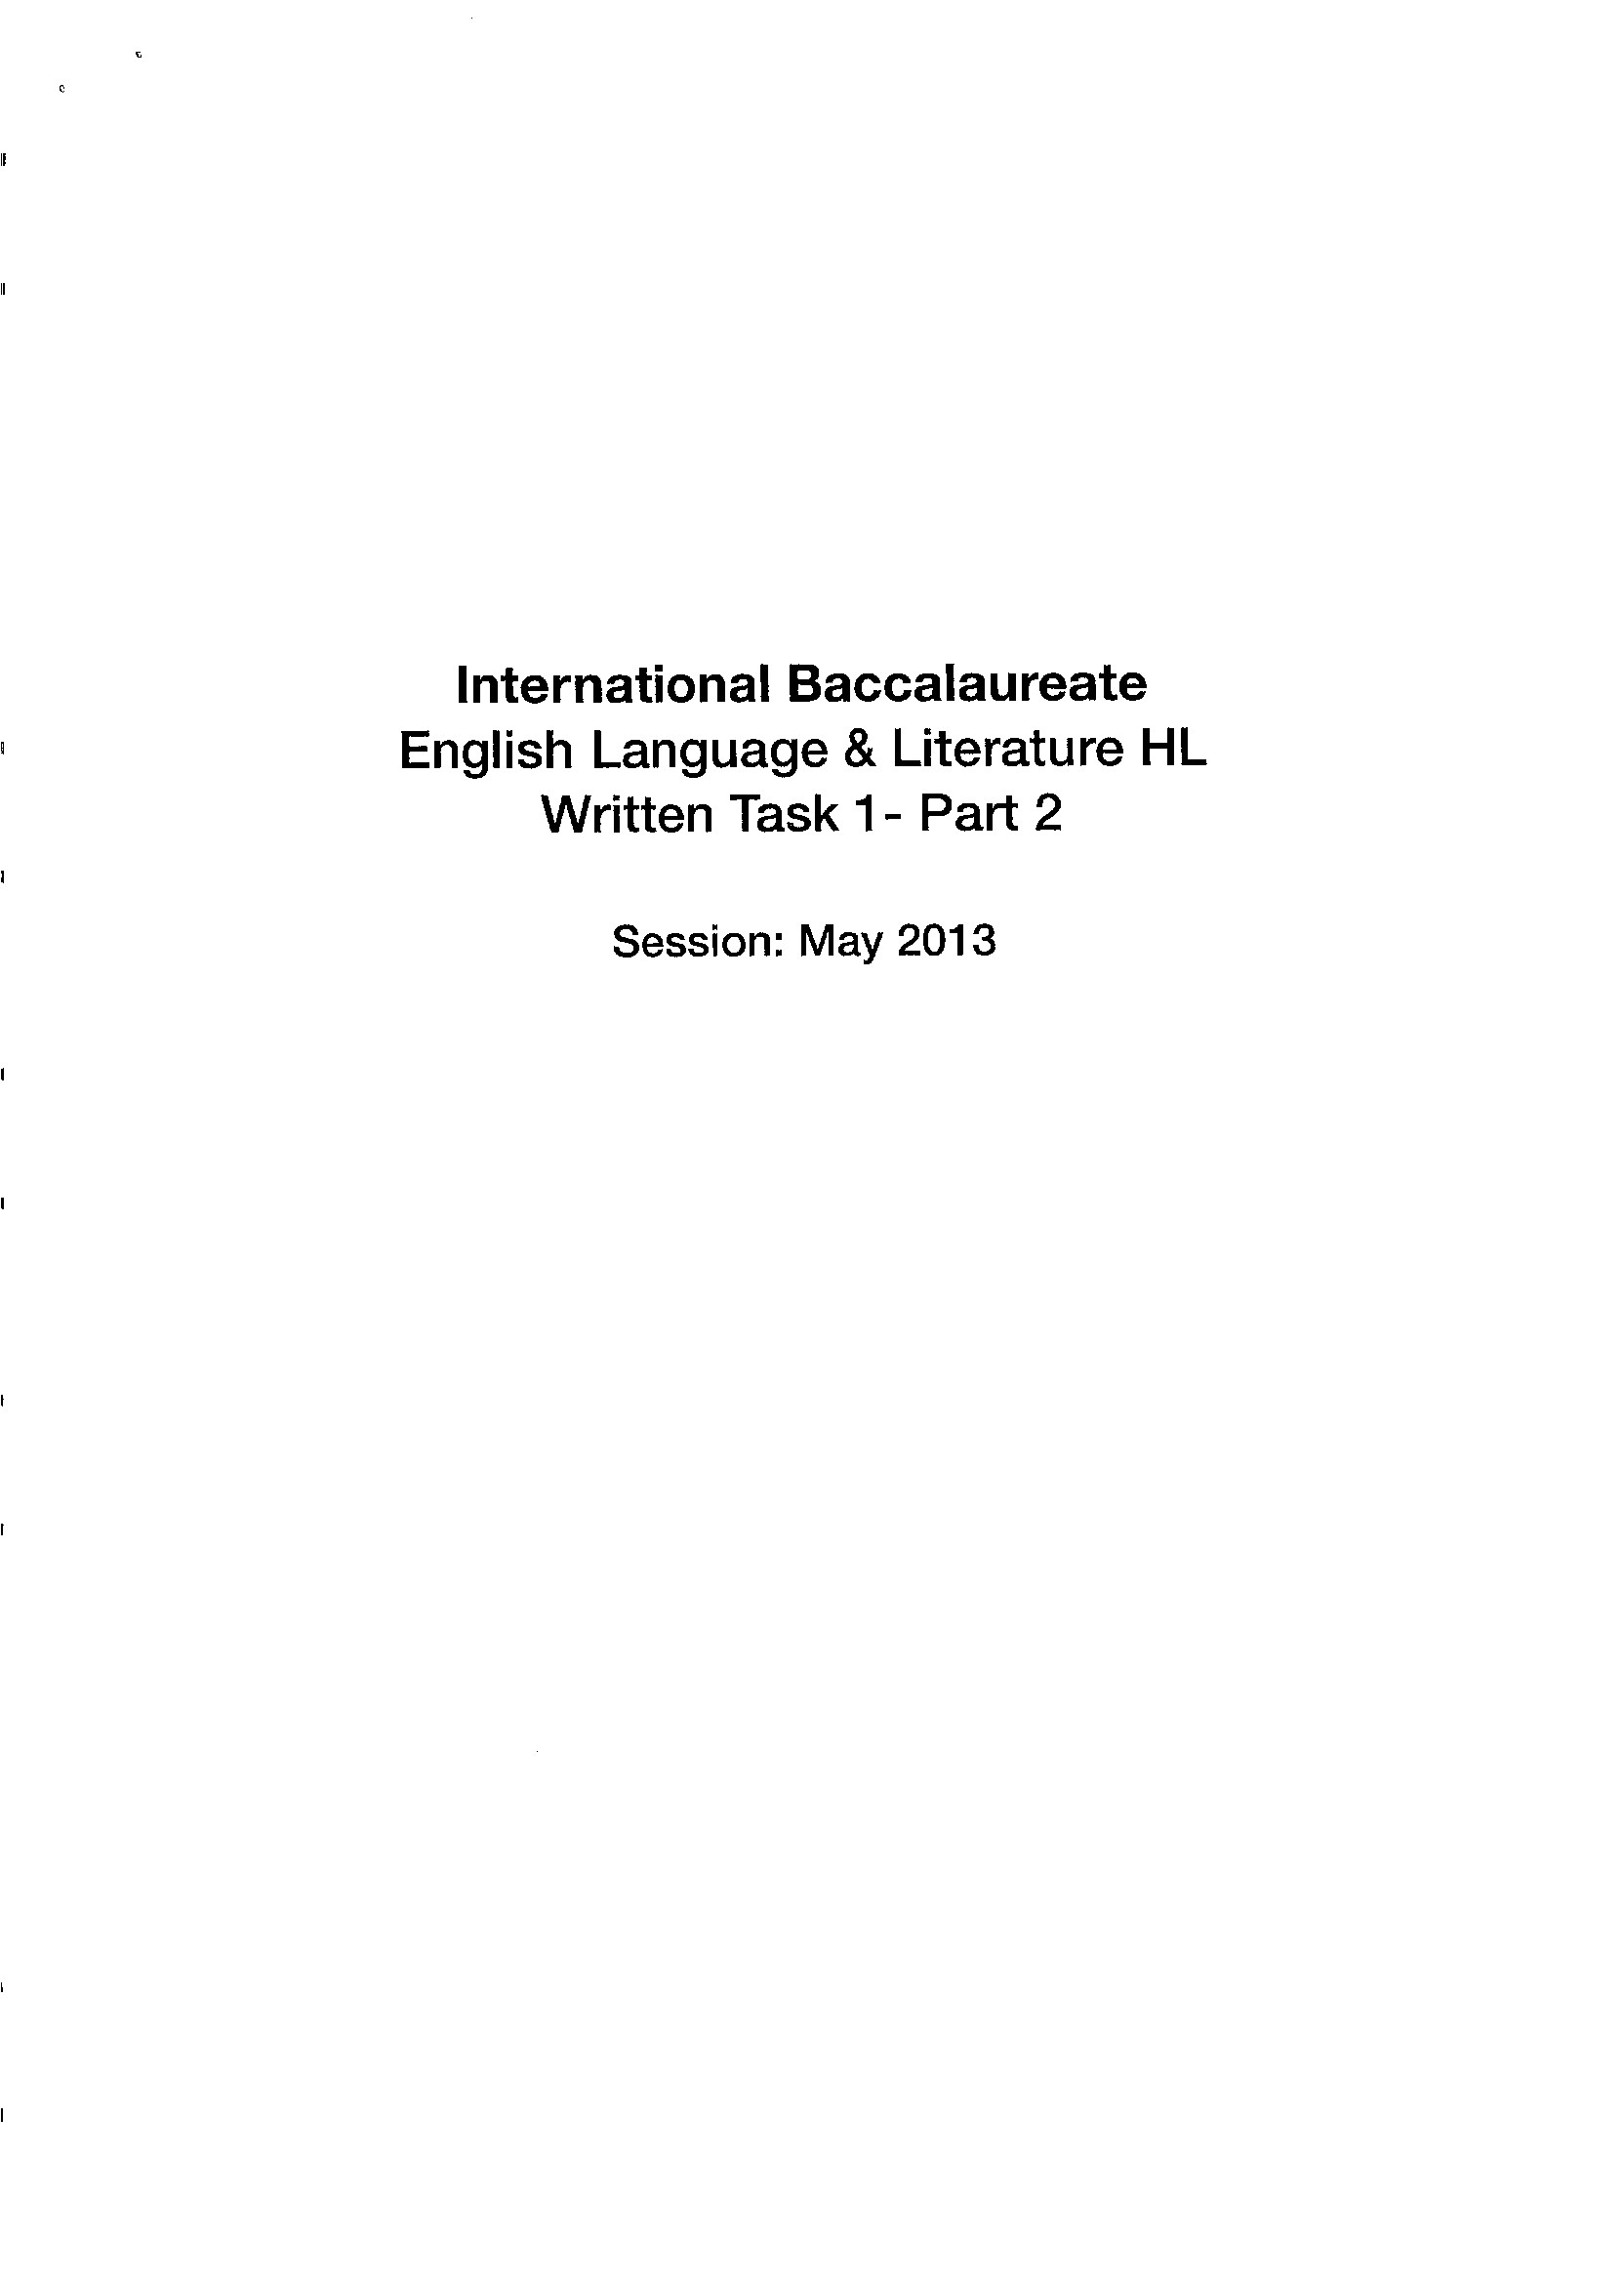 International Baccalaureate
English Language & Literature HL
Written Task 1- Part 2
Session: May 2013